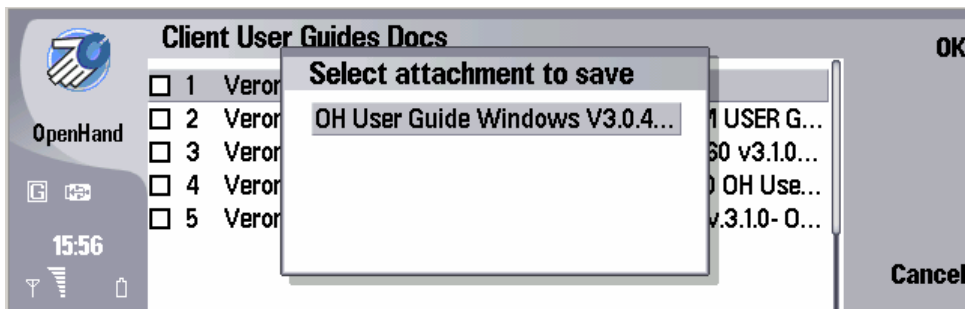 Client User Guides Docs
OK
Select attachment to save
1 Veror
OH User Guide Windows V3.0.4...
OpenHand
2 Veror
USER G...
3 Veror
60 v3.1.0...
4 Veror
OH Use...
5 Veror
v.3.1.0- O...
G
15:56
Cancel